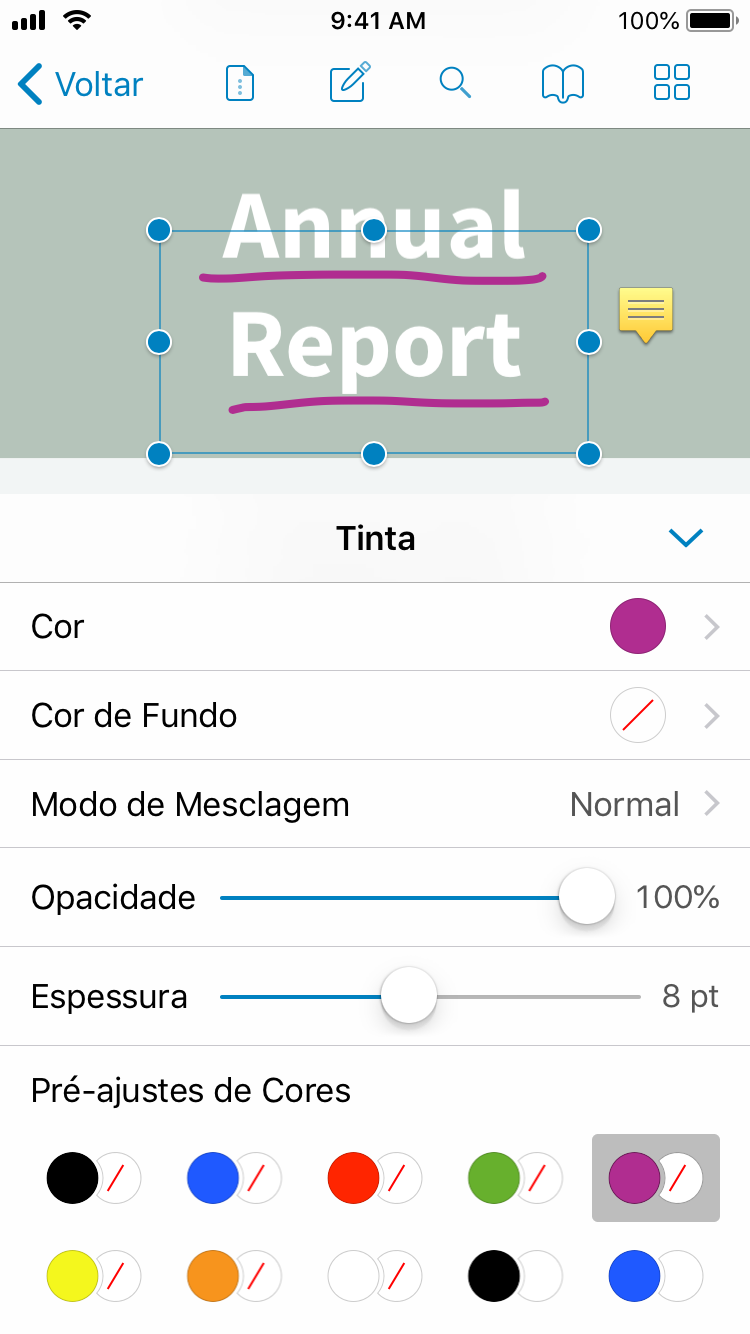 9:41 AM
100%
Voltar
Annual
Report
Tinta
Cor
Cor de Fundo
Modo de Mesclagem Normal
Opacidade 100%
Espessura 8 pt
Pré-ajustes de Cores